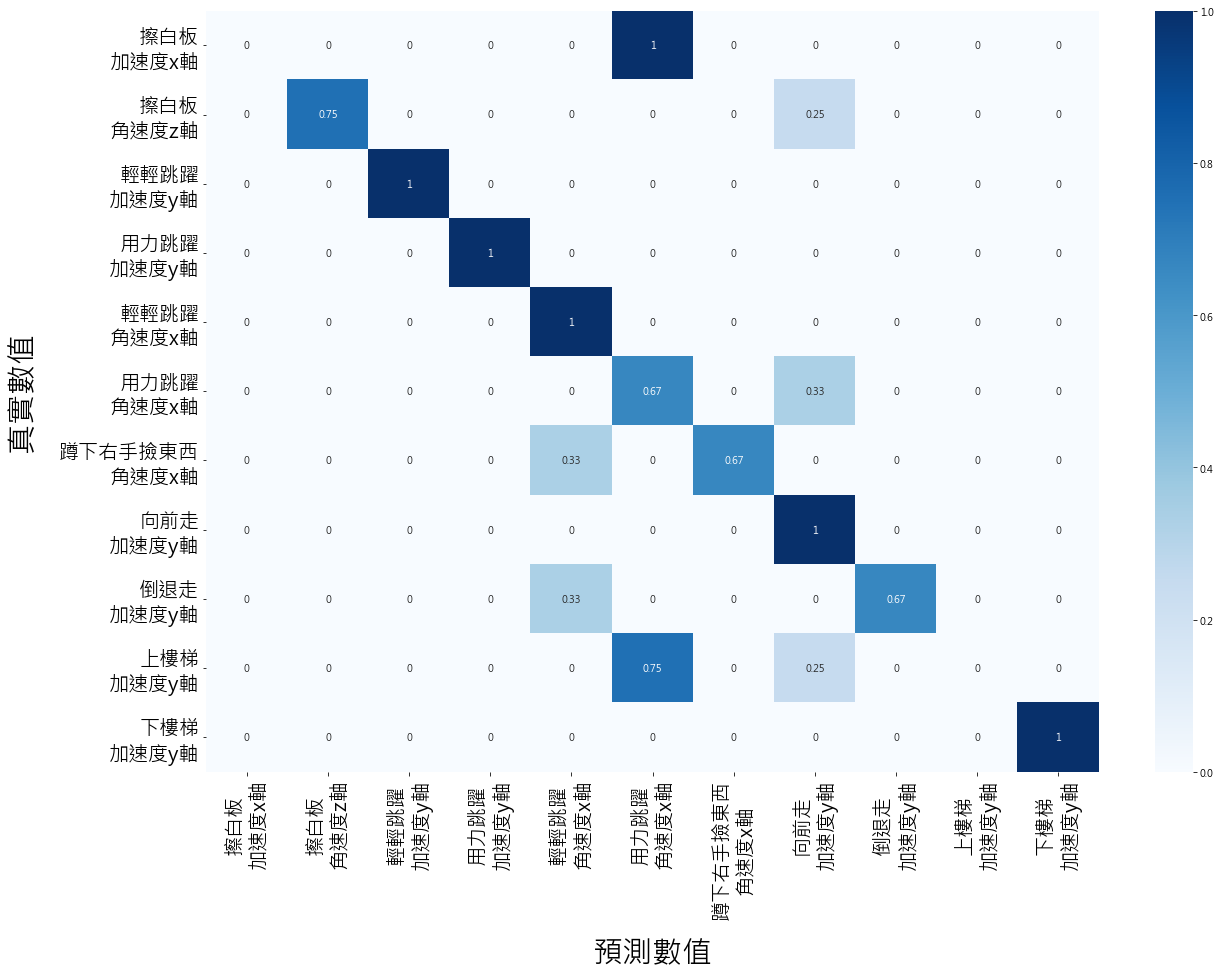 擦白板
加速度x軸
0 0 0 0 0 1 0 0 0 0 0
擦白板
角速度z軸
0 0.75 0 0 0 0 0 0.25 0 0 0
輕輕跳躍
加速度y軸
0 0 1 0 0 0 0 0 0 0 0
用力跳躍
加速度y軸
0 0 0 1 0 0 0 0 0 0 0
輕輕跳躍
角速度x軸
0 0 0 0 1 0 0 0 0 0 0
用力跳躍
角速度x軸
0 0 0 0 0 0.67 0 0.33 0 0 0
蹲下右手撿東西
角速度x軸
0 0 0 0 0.33 0 0.67 0 0 0 0
向前走
加速度y軸
0 0 0 0 0 0 0 1 0 0 0
倒退走
加速度y軸
0 0 0 0 0.33 0 0 0 0.67 0 0
上樓梯
加速度y軸
0 0 0 0 0 0.75 0 0.25 0 0 0
下樓梯
加速度y軸
0 0 0 0 0 0 0 0 0 0 1
真實數值
擦白板
加速度x軸
擦白板
角速度z軸
輕輕跳躍
加速度y軸
用力跳躍
加速度y軸
輕輕跳躍
角速度x軸
用力跳躍
角速度x軸
蹲下右手撿東西
角速度x軸
向前走
加速度y軸
倒退走
加速度y軸
上樓梯
加速度y軸
下樓梯
加速度y軸
預測數值
1.0
0.8
0.6
0.4
0.2
0.0